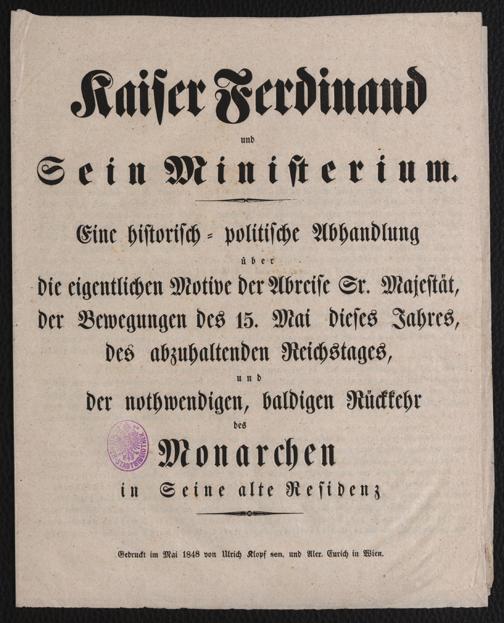 Kaiser Ferdinand
und
Sein Ministerium.
Eine historisch-politische Abhandlung
über
die eigentlichen Motive der Abreise Sr. Majestät,
der Bewegungen des 15. Mai dieses Jahres,
des abzuhaltenden Reichstages,
und
der nothwendigen, baldigen Rückkehr
des
Monarchen
in Seine alte Residenz
Gedruckt im Mai 1848 von Ulrich Klopf sen. und Alex. Eurich in Wien.